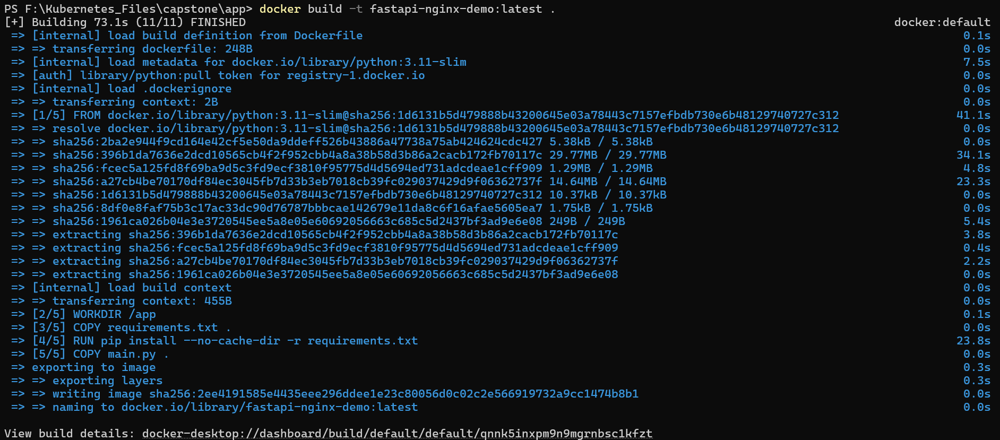 PS F:\Kubernetes_Files\capstone\app> docker build -t fastapi-nginx-demo:latest .
[+] Building 73.1s (11/11) FINISHED docker:default
=> [internal] load build definition from Dockerfile 0.1s
=> => transferring dockerfile: 248B 0.0s
=> [internal] load metadata for docker.io/library/python:3.11-slim 7.5s
=> [auth] library/python:pull token for registry-1.docker.io 0.0s
=> [internal] load .dockerignore 0.0s
=> => transferring context: 2B 0.0s
=> [1/5] FROM docker.io/library/python:3.11-slim@sha256:1d6131b5d479888b43200645e03a78443c7157efbdb730e6b48129740727c312 41.1s
=> => resolve docker.io/library/python:3.11-slim@sha256:1d6131b5d479888b43200645e03a78443c7157efbdb730e6b48129740727c312 0.0s
=> => sha256:2ba2e944f9cd164e42cf5e50da9ddeff526b43886a47738a75ab424624cdc427 5.38kB / 5.38kB 0.0s
=> => sha256:396b1da7636e2dcd10565cb4f2f952cbb4a8a38b58d3b86a2cacb172fb70117c 29.77MB / 29.77MB 34.1s
=> => sha256:fcec5a125fd8f69ba9d5c3fd9ecf3810f95775d4d5694ed731adcdeae1cff909 1.29MB / 1.29MB 4.8s
=> => sha256:a27cb4be70170df84ec3045fb7d33b3eb7018cb39fc029037429d9f06362737f 14.64MB / 14.64MB 23.3s
=> => sha256:1d6131b5d479888b43200645e03a78443c7157efbdb730e6b48129740727c312 10.37kB / 10.37kB 0.0s
=> => sha256:8df0e8faf75b3c17ac33dc90d76787bbbcae142679e11da8c6f16afae5605ea7 1.75kB / 1.75kB 0.0s
=> => sha256:1961ca026b04e3e3720545ee5a8e05e60692056663c685c5d2437bf3ad9e6e08 249B / 249B 5.4s
=> => extracting sha256:396b1da7636e2dcd10565cb4f2f952cbb4a8a38b58d3b86a2cacb172fb70117c 3.8s
=> => extracting sha256:fcec5a125fd8f69ba9d5c3fd9ecf3810f95775d4d5694ed731adcdeae1cff909 0.4s
=> => extracting sha256:a27cb4be70170df84ec3045fb7d33b3eb7018cb39fc029037429d9f06362737f 2.2s
=> => extracting sha256:1961ca026b04e3e3720545ee5a8e05e60692056663c685c5d2437bf3ad9e6e08 0.0s
=> [internal] load build context 0.0s
=> => transferring context: 455B 0.0s
=> [2/5] WORKDIR /app 0.1s
=> [3/5] COPY requirements.txt . 0.0s
=> [4/5] RUN pip install --no-cache-dir -r requirements.txt 23.8s
=> [5/5] COPY main.py . 0.0s
=> exporting to image 0.3s
=> => exporting layers 0.3s
=> => writing image sha256:2ee4191585e4435eee296ddee1e23c80056d0c02c2e566919732a9cc1474b8b1 0.0s
=> => naming to docker.io/library/fastapi-nginx-demo:latest 0.0s
View build details: docker-desktop://dashboard/build/default/default/qnnk5inxpm9n9mgrnbsc1kfzt